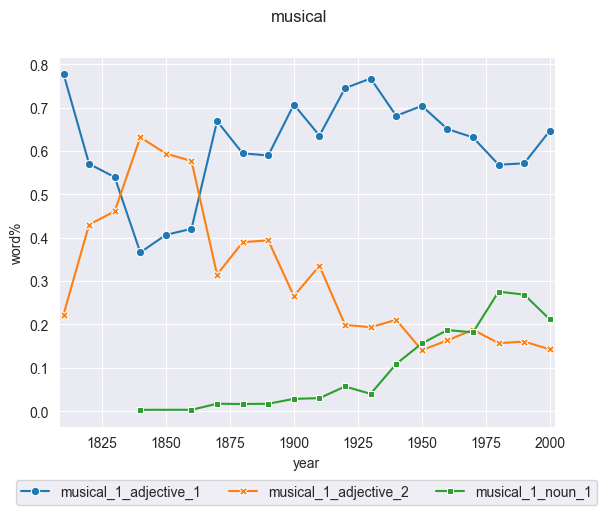 musical
0.8
0.7
0.6
0.5
0.4
0.3
0.2
0.1
0.0
word%
1825 1850 1875 1900 1925 1950 1975 2000
year
musical_1_adjective_1 musical_1_adjective_2 musical_1_noun_1